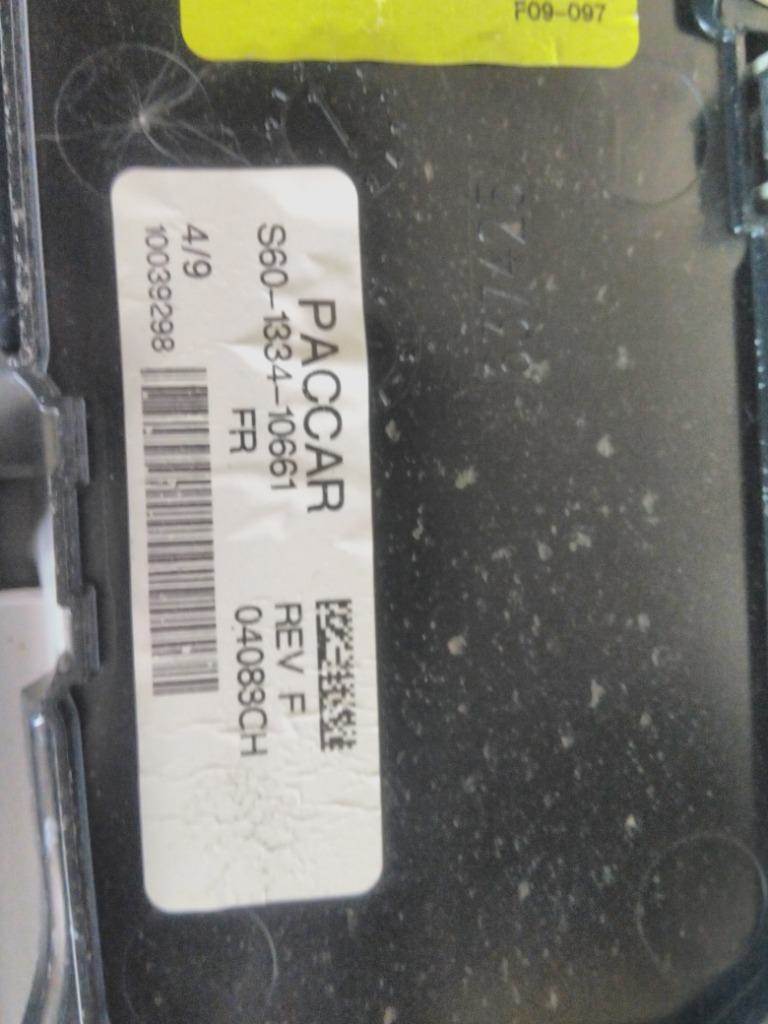 F09-097
PACCAR
S60-1334-10661
FR
REV F
04083CH
4/9
10039298